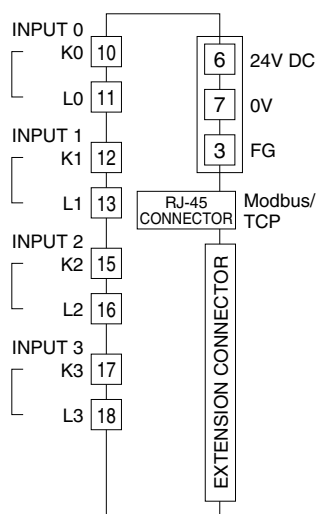 INPUT 0
K0 10
L0 11
INPUT 1
K1 12
L1 13
INPUT 2
K2 15
L2 16
INPUT 3
K3 17
L3 18
6 24V DC
7 0V
3 FG
RJ-45
CONNECTOR
Modbus/
TCP
EXTENSION CONNECTOR